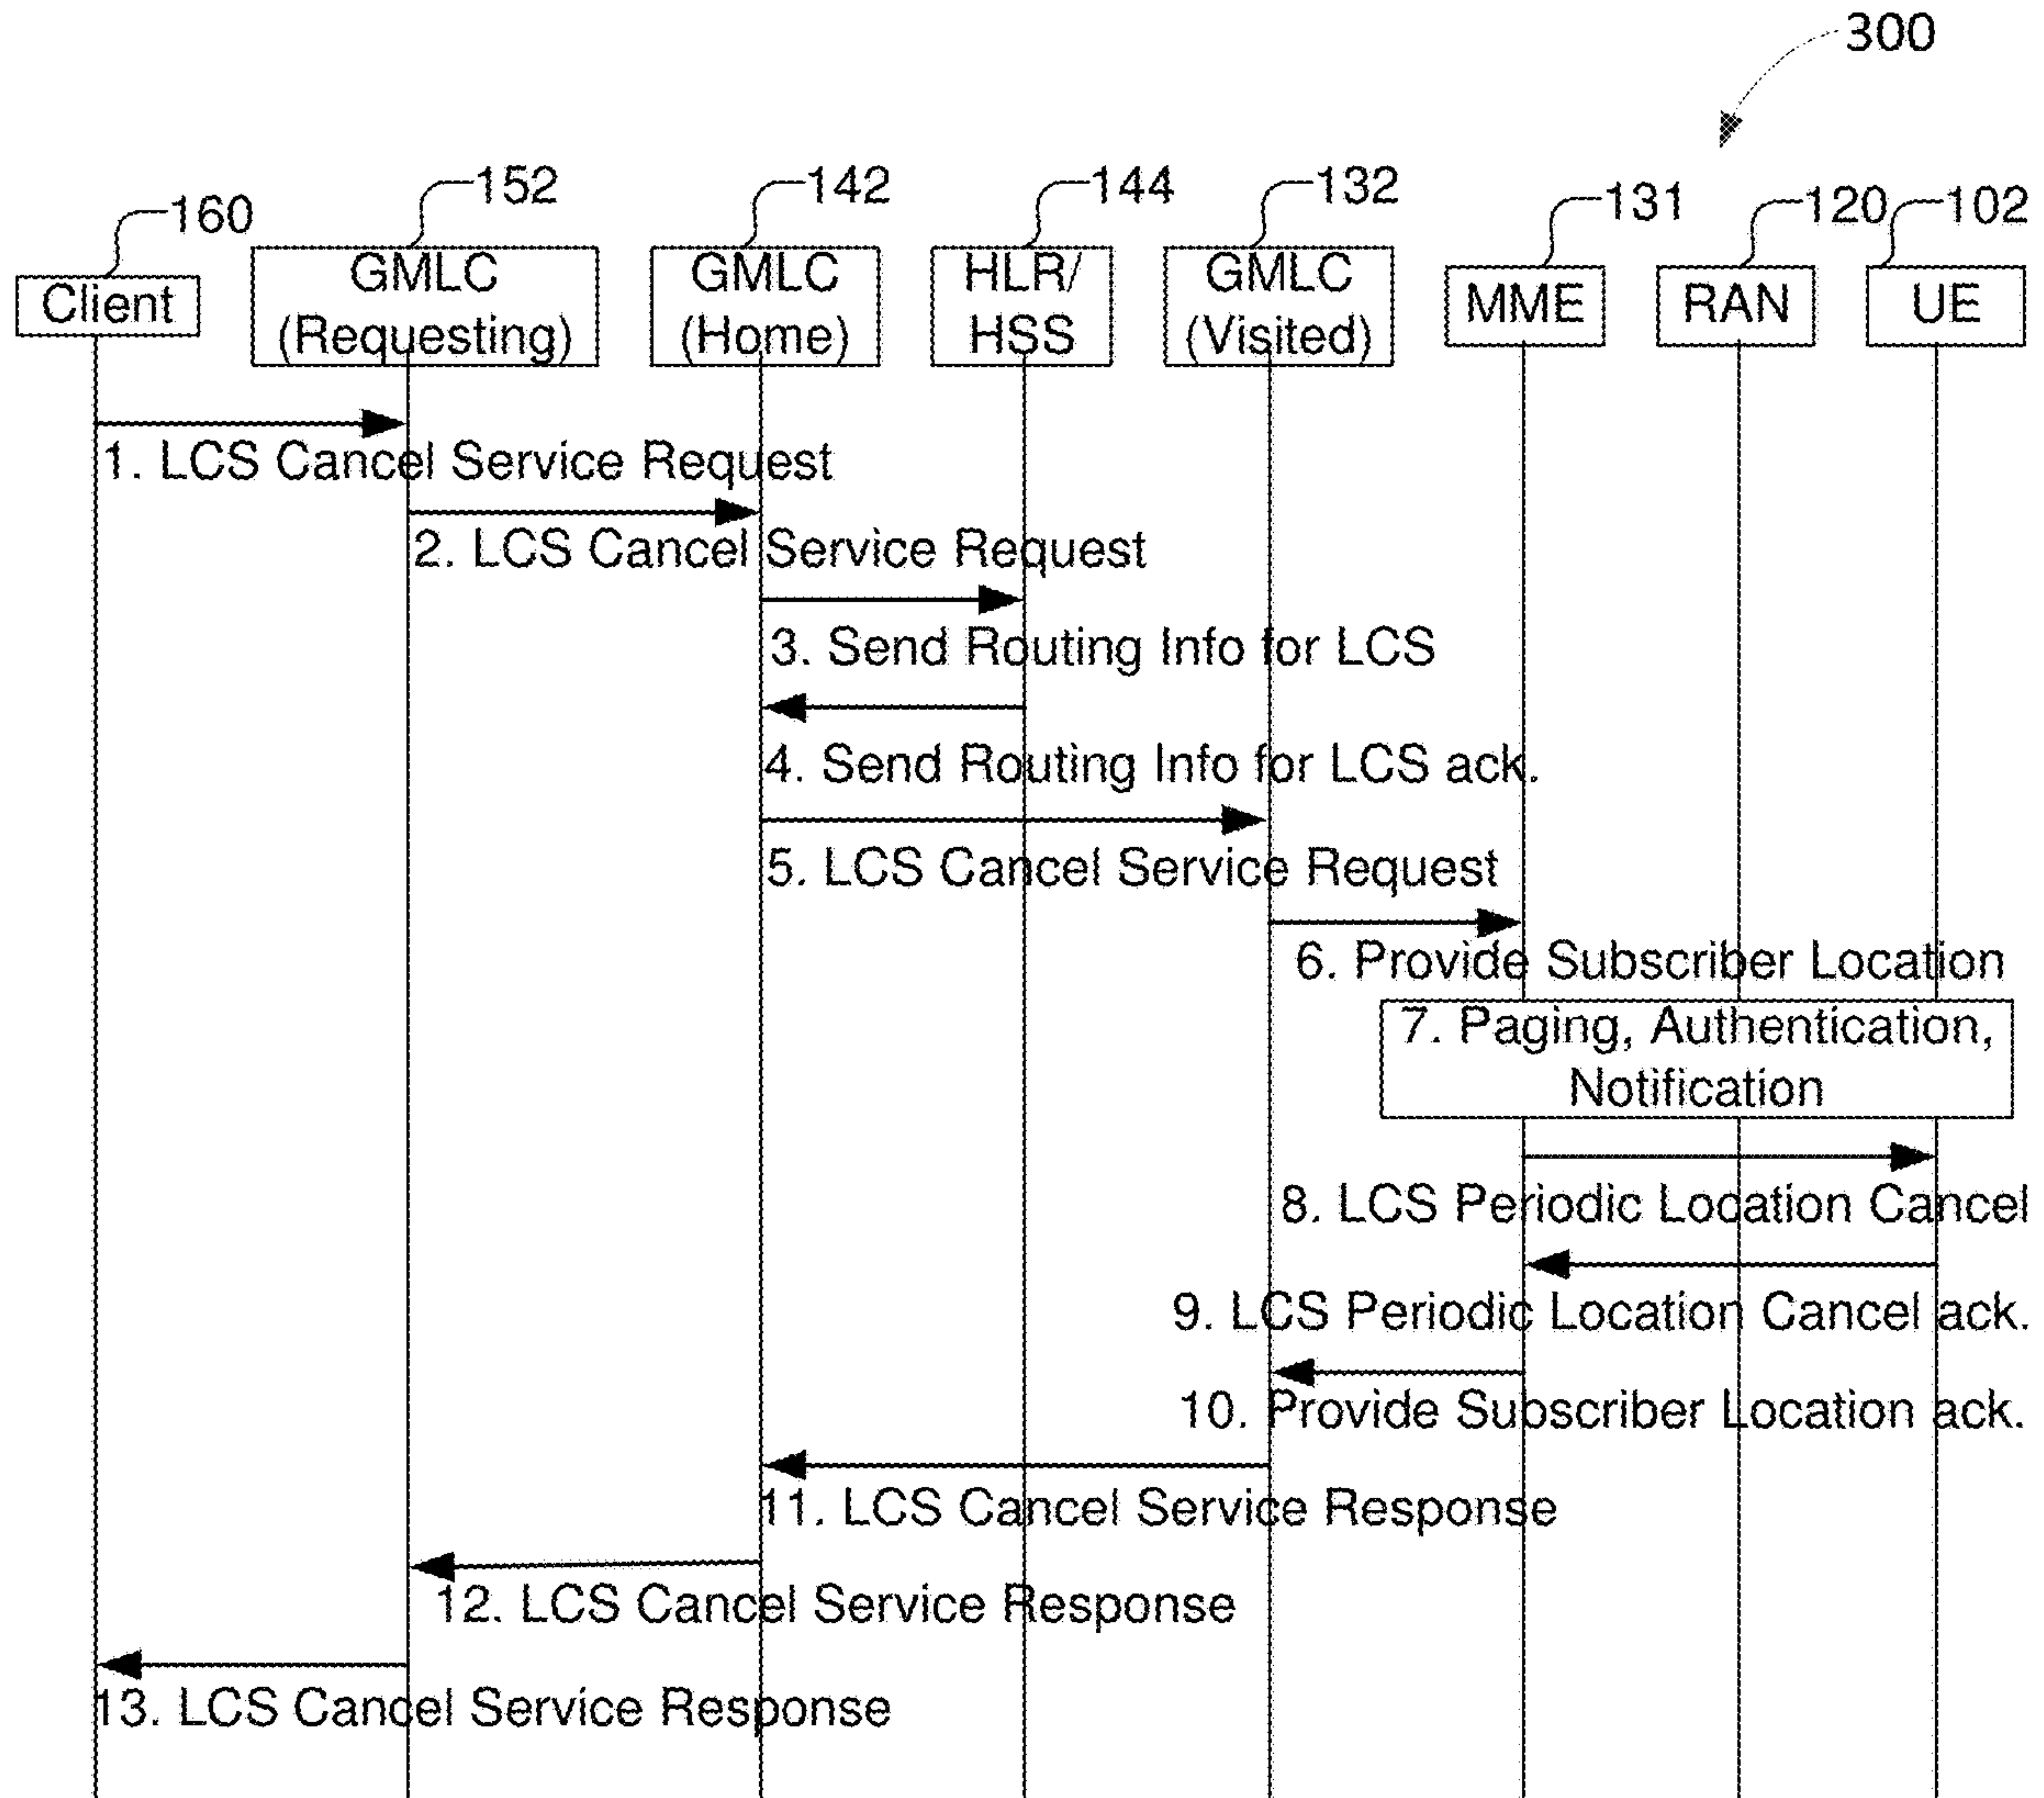 300
160
152
142
144
132
131
120
102
Client
GMLC
(Requesting)
GMLC
(Home)
HLR/
HSS
GMLC
(Visited)
MME
RAN
UE
1. LCS Cancel Service Request
2. LCS Cancel Service Request
3. Send Routing Info for LCS
4. Send Routing Info for LCS ack.
5. LCS Cancel Service Request
6. Provide Subscriber Location
7. Paging, Authentication,
Notification
8. LCS Periodic Location Cancel
9. LCS Periodic Location Cancel ack.
10. Provide Subscriber Location ack.
11. LCS Cancel Service Response
12. LCS Cancel Service Response
13. LCS Cancel Service Response